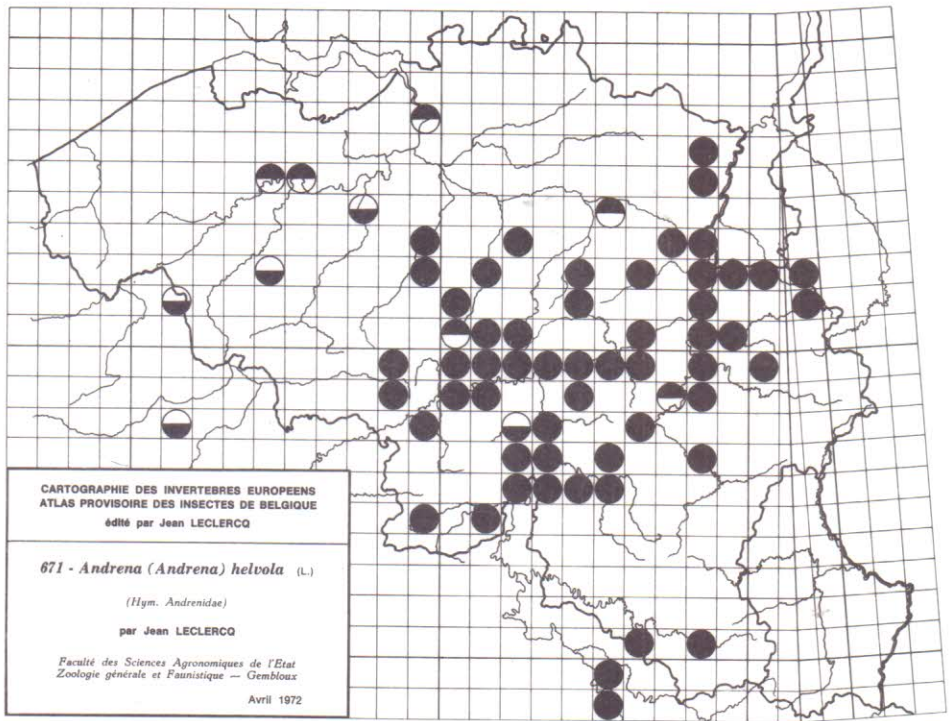 CARTOGRAPHIE DES INVERTEBRES EUROPEENS
ATLAS PROVISOIRE DES INSECTES DE BELGIQUE
édité par Jean LECLERCQ
671 - Andrena (Andrena) helvola (L.)
(Hym. Andrenidae)
par Jean LECLERCQ
Faculté des Sciences Agronomiques de l'Etat
Zoologie générale et Faunistique — Gembloux
Avril 1972